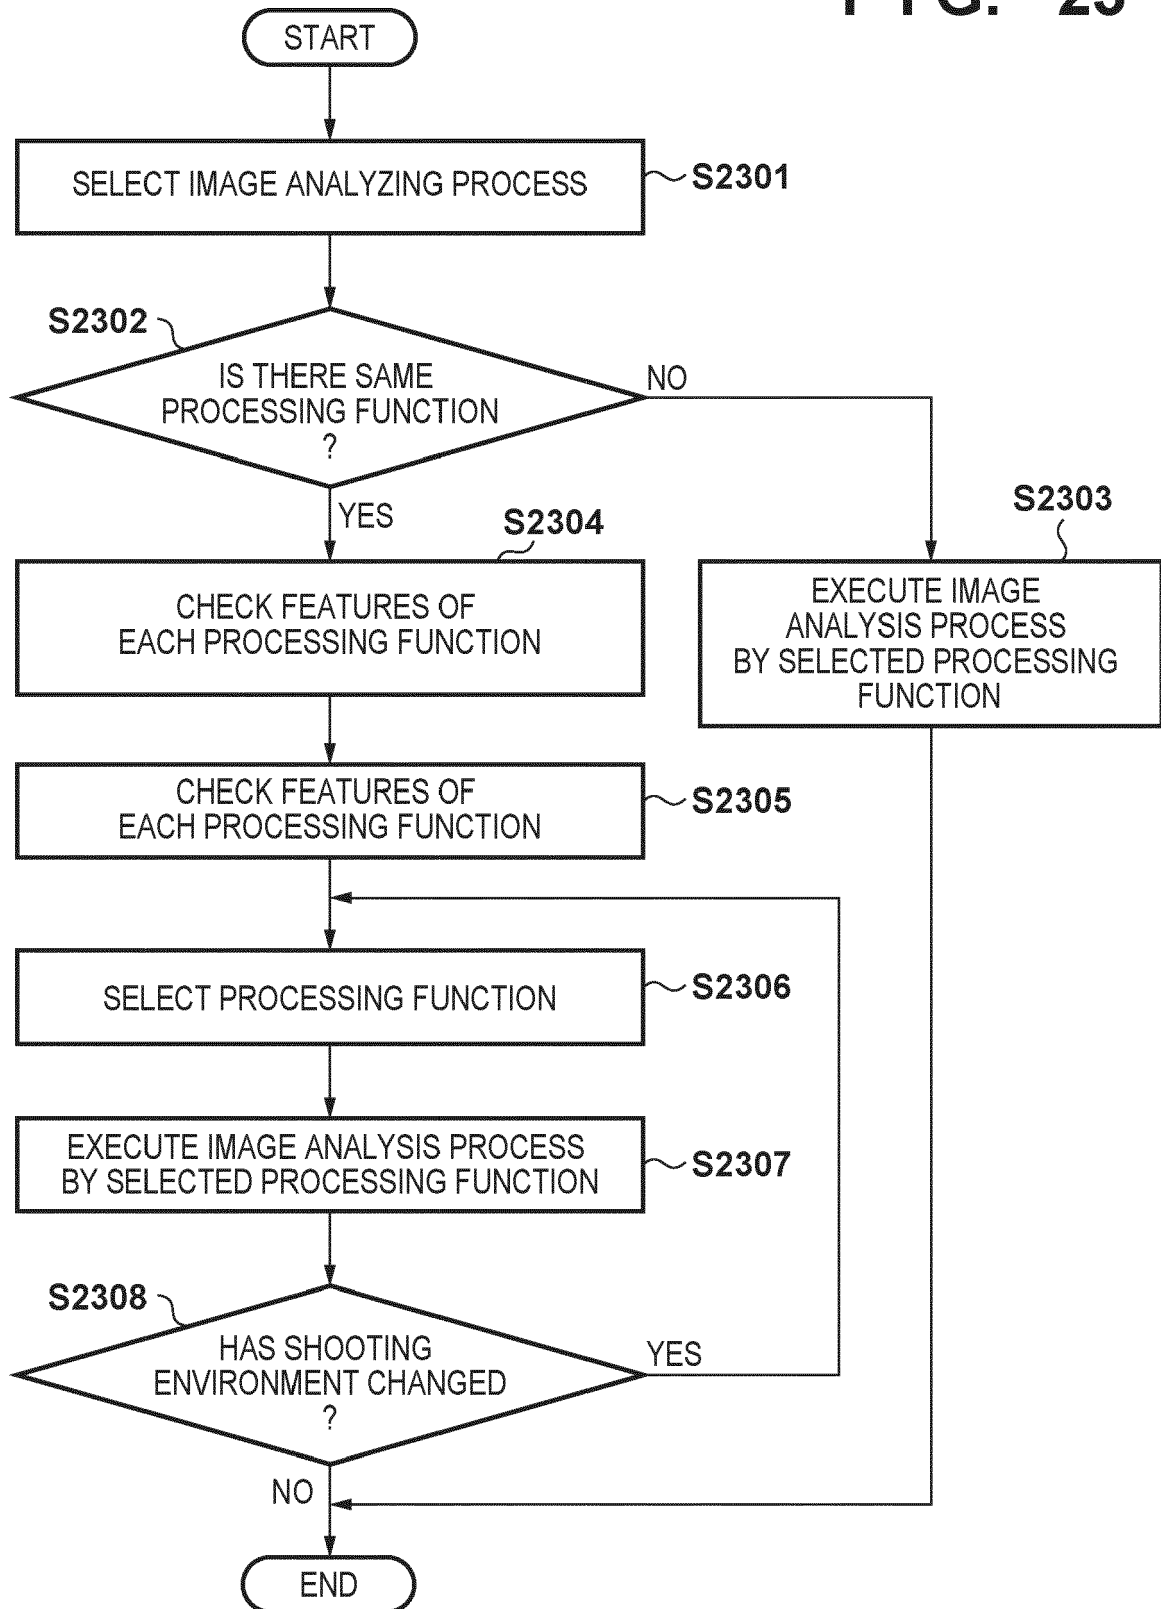 FIG. 23
START
SELECT IMAGE ANALYZING PROCESS
S2301
S2302
IS THERE SAME
PROCESSING FUNCTION
?
NO
YES
S2304
S2303
CHECK FEATURES OF
EACH PROCESSING FUNCTION
EXECUTE IMAGE
ANALYSIS PROCESS
BY SELECTED PROCESSING
FUNCTION
CHECK FEATURES OF
EACH PROCESSING FUNCTION
S2305
SELECT PROCESSING FUNCTION
S2306
EXECUTE IMAGE ANALYSIS PROCESS
BY SELECTED PROCESSING FUNCTION
S2307
S2308
HAS SHOOTING
ENVIRONMENT CHANGED
?
YES
NO
END